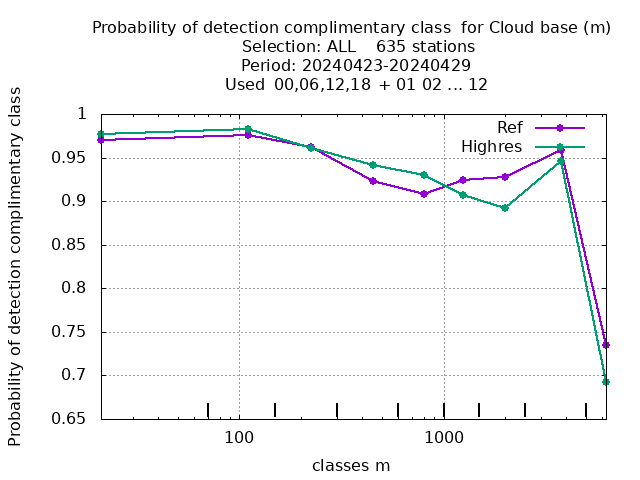 Probability of detection complimentary class  for Cloud base (m)
Selection: ALL    635 stations
Period: 20240423-20240429
Used  00,06,12,18 + 01 02 ... 12
Ref
Highres
Probability of detection complimentary class
1
0.95
0.9
0.85
0.8
0.75
0.7
0.65
100
1000
classes m